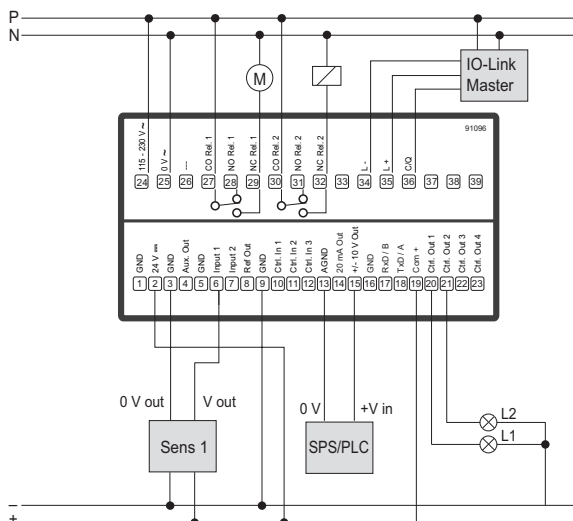 P
N
M
IO-Link
Master
91096
115 - 230 V ~
0 V ~
---
CO Rel. 1
NO Rel. 1
NC Rel. 1
CO Rel. 2
NO Rel. 2
NC Rel. 2
L -
L +
C/Q
24 25 26 27 28 29 30 31 32 33 34 35 36 37 38 39
GND
24 V
GND
Aux. Out
GND
Input 1
Input 2
Ref Out
GND
Ctrl. In 1
Ctrl. In 2
Ctrl. In 3
AGND
20 mA Out
+/- 10 V Out
GND
RxD / B
TxD / A
Com +
Ctrl. Out 1
Ctrl. Out 2
Ctrl. Out 3
Ctrl. Out 4
1 2 3 4 5 6 7 8 9 10 11 12 13 14 15 16 17 18 19 20 21 22 23
0 V out V out
0 V +V in
Sens 1
SPS/PLC
L2
L1
–
+